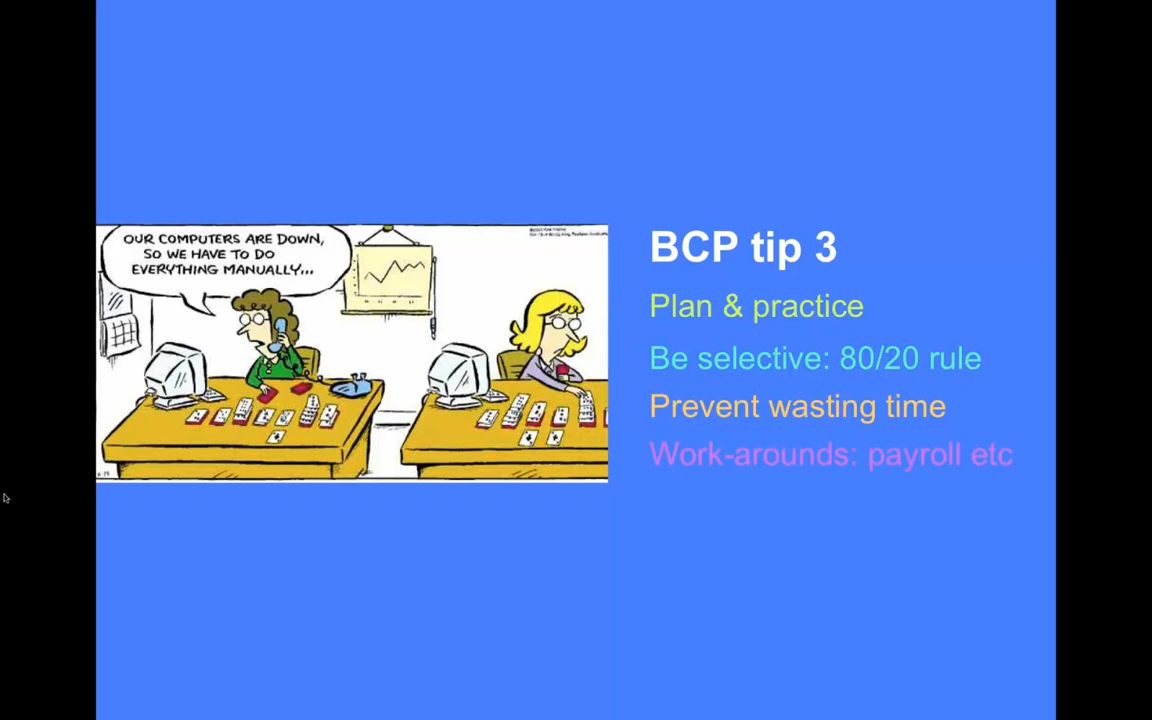 OUR COMPUTERS ARE DOWN,
SO WE HAVE TO DO
EVERYTHING MANUALLY...
BCP tip 3
Plan & practice
Be selective: 80/20 rule
Prevent wasting time
Work-arounds: payroll etc